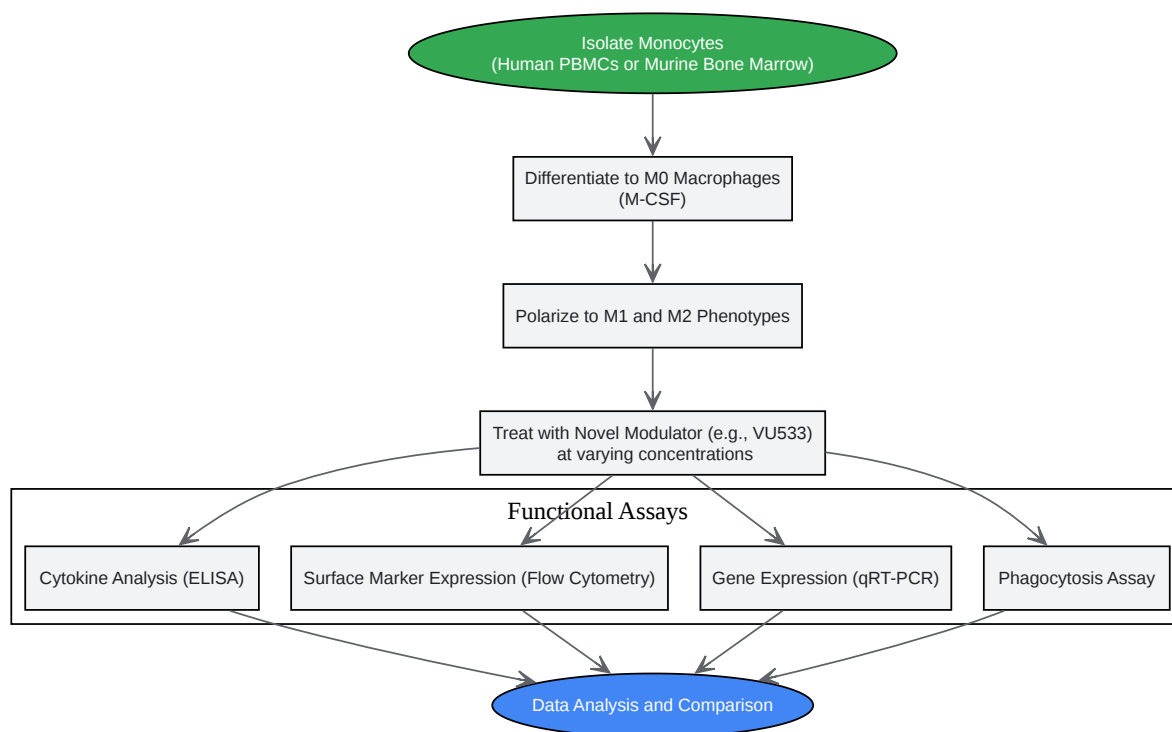 Isolate Monocytes
(Human PBMCs or Murine Bone Marrow)
Differentiate to M0 Macrophages
(M-CSF)
Polarize to M1 and M2 Phenotypes
Treat with Novel Modulator (e.g., VU533)
at varying concentrations
Functional Assays
Cytokine Analysis (ELISA)
Surface Marker Expression (Flow Cytometry)
Gene Expression (qRT-PCR)
Phagocytosis Assay
Data Analysis and Comparison